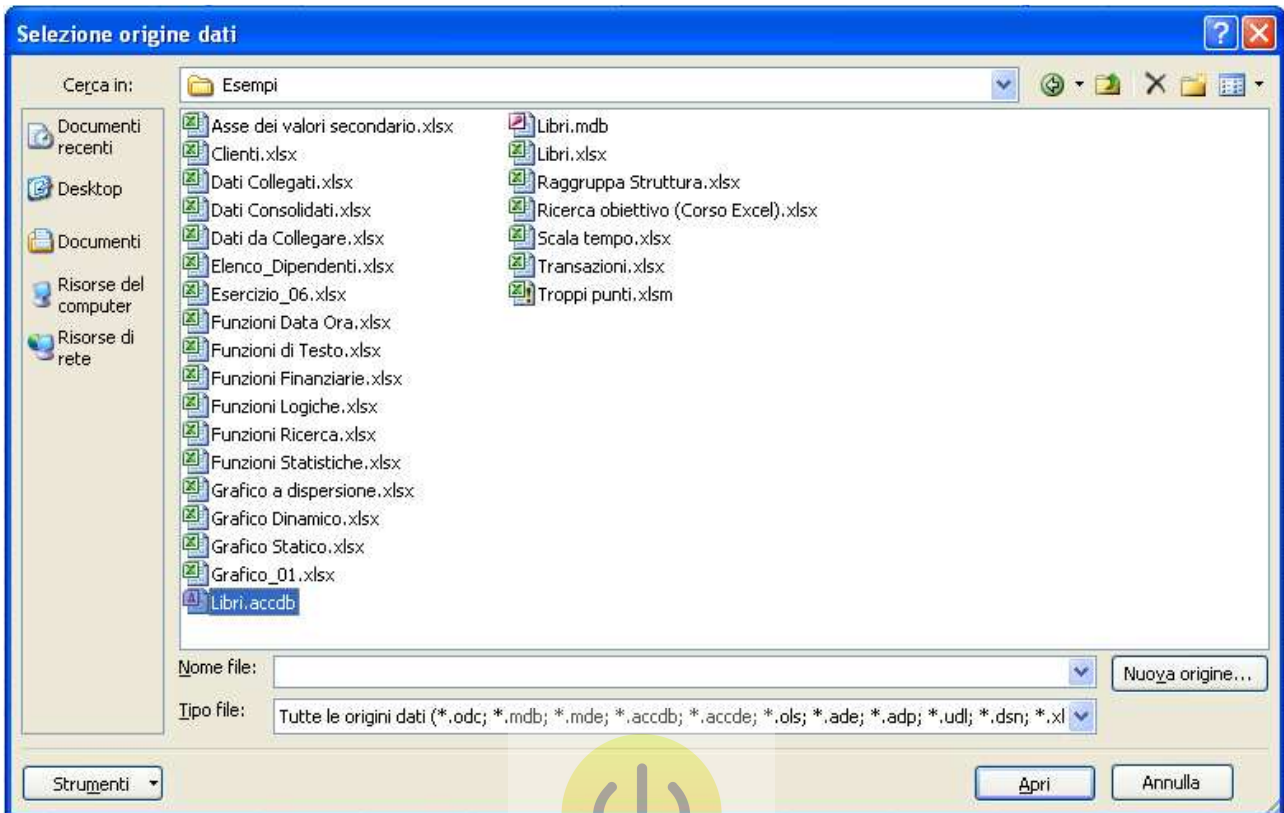 Selezione origine dati
Cerca in:
Esempi
Documenti
recenti
Desktop
Documenti
Risorse del
computer
Risorse di
rete
Asse dei valori secondario.xlsx
Clienti.xlsx
Dati Collegati.xlsx
Dati Consolidati.xlsx
Dati da Collegare.xlsx
Elenco_Dipendenti.xlsx
Esercizio_06.xlsx
Funzioni Data Ora.xlsx
Funzioni di Testo.xlsx
Funzioni Finanziarie.xlsx
Funzioni Logiche.xlsx
Funzioni Ricerca.xlsx
Funzioni Statistiche.xlsx
Grafico a dispersione.xlsx
Grafico Dinamico.xlsx
Grafico Statico.xlsx
Grafico_01.xlsx
Libri.accdb
Libri.mdb
Libri.xlsx
Raggruppa Struttura.xlsx
Ricerca obiettivo (Corso Excel).xlsx
Scala tempo.xlsx
Transazioni.xlsx
Troppi punti.xlsm
Nome file:
Nuova origine...
Tipo file:
Tutte le origini dati (*.odc; *.mdb; *.mde; *.accdb; *.accde; *.ols; *.ade; *.adp; *.udl; *.dsn; *.xl
Strumenti
Apri
Annulla